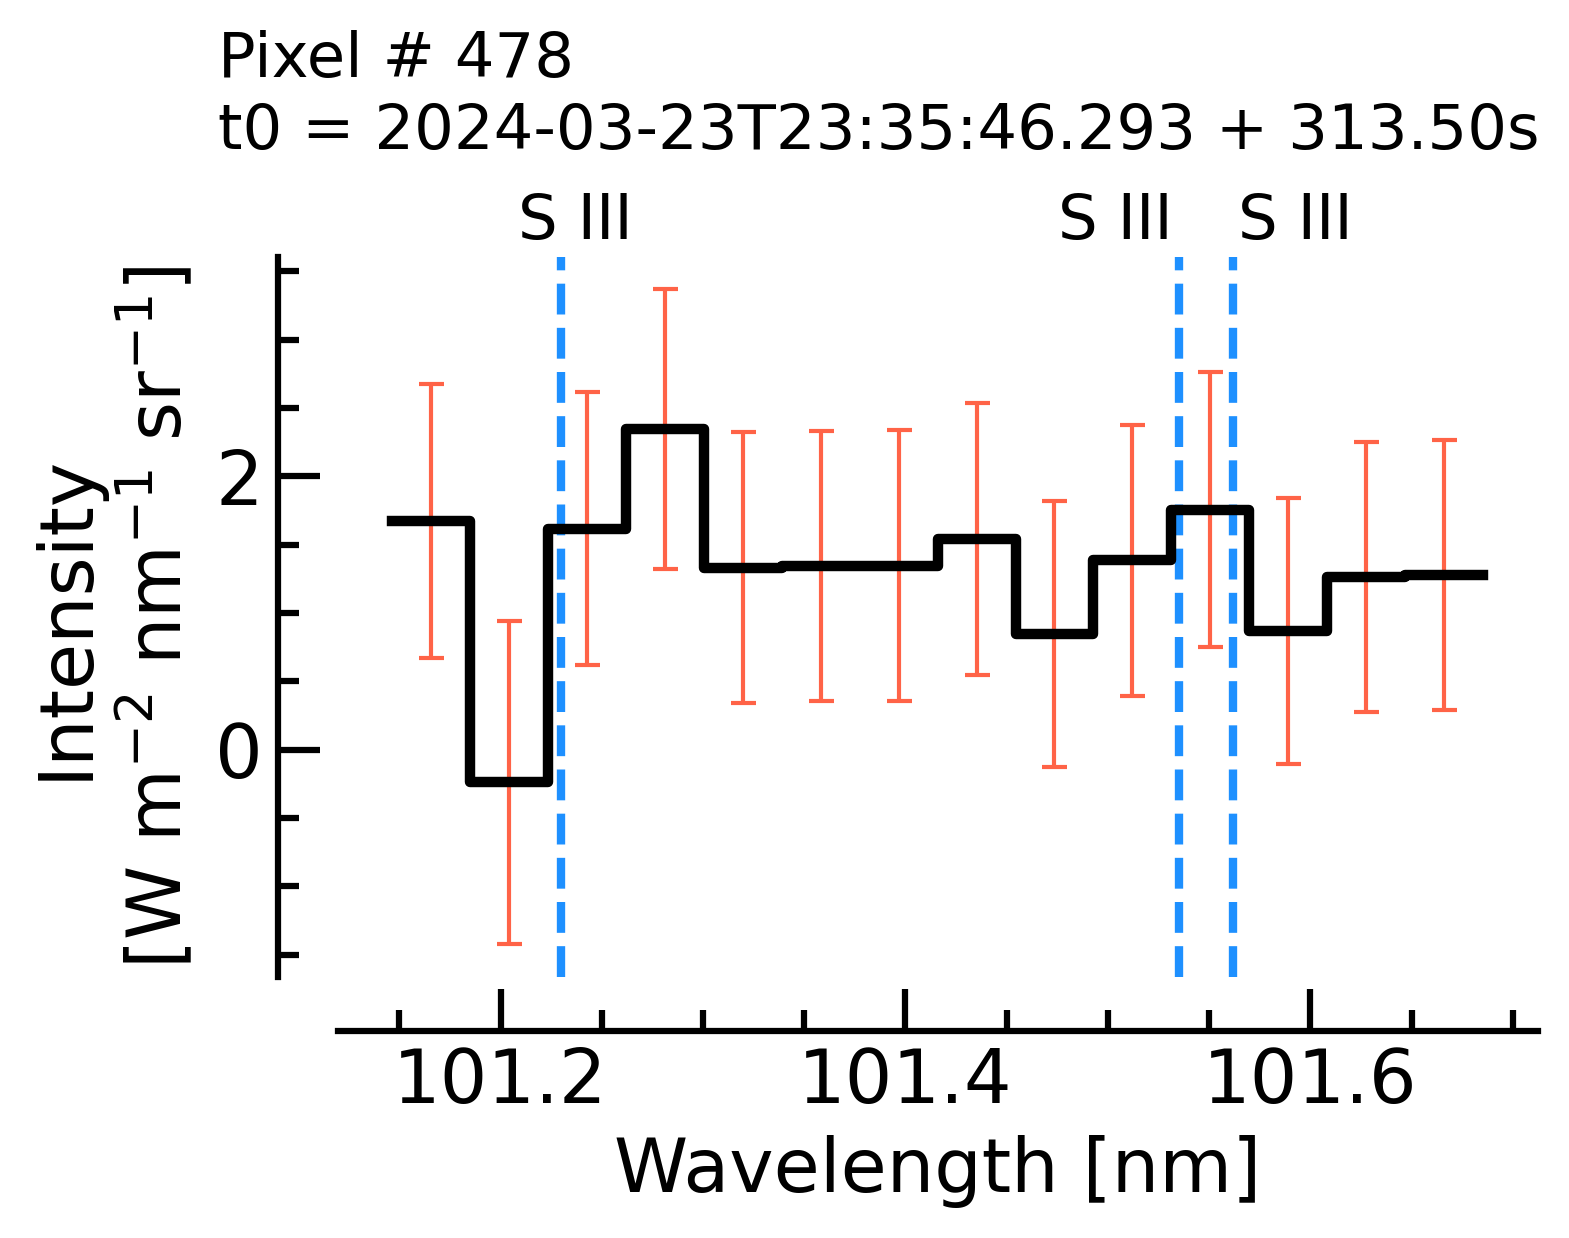 Pixel # 478
t0 = 2024-03-23T23:35:46.293 + 313.50s
S III S III S III
Intensity
[W m⁻² nm⁻¹ sr⁻¹]
2
0
101.2 101.4 101.6
Wavelength [nm]